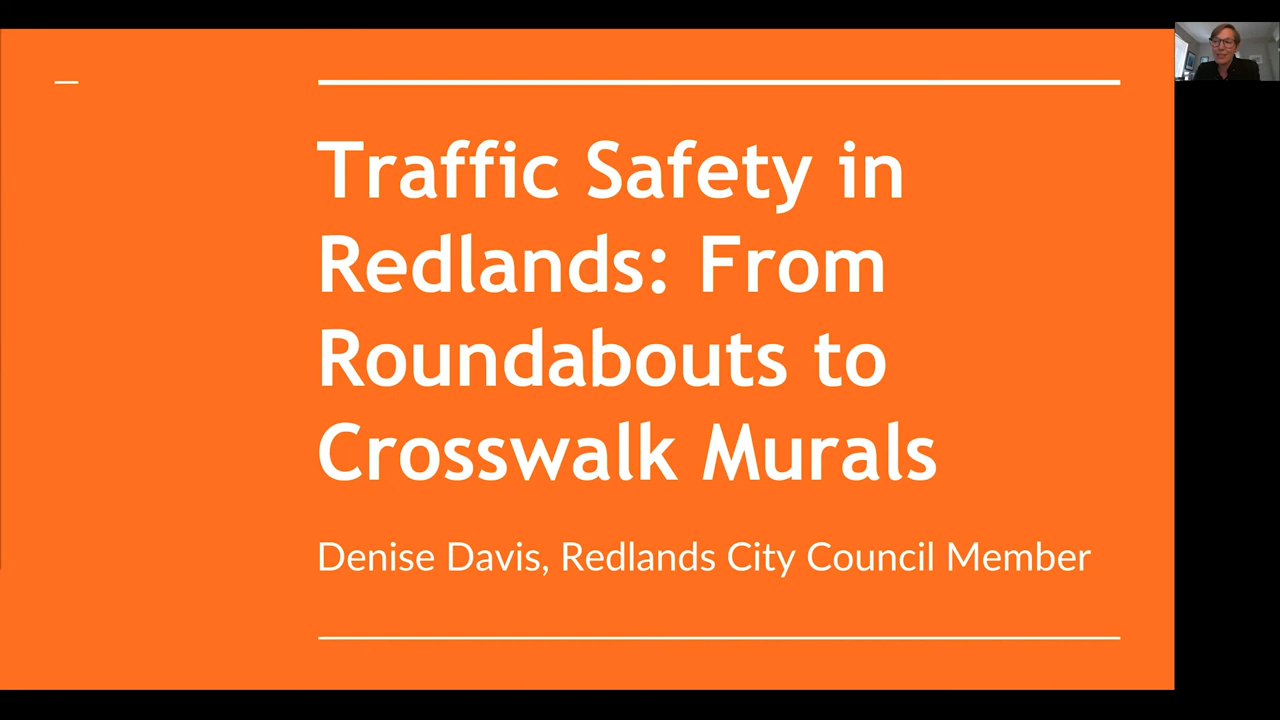 Traffic Safety in
Redlands: From
Roundabouts to
Crosswalk Murals
Denise Davis, Redlands City Council Member